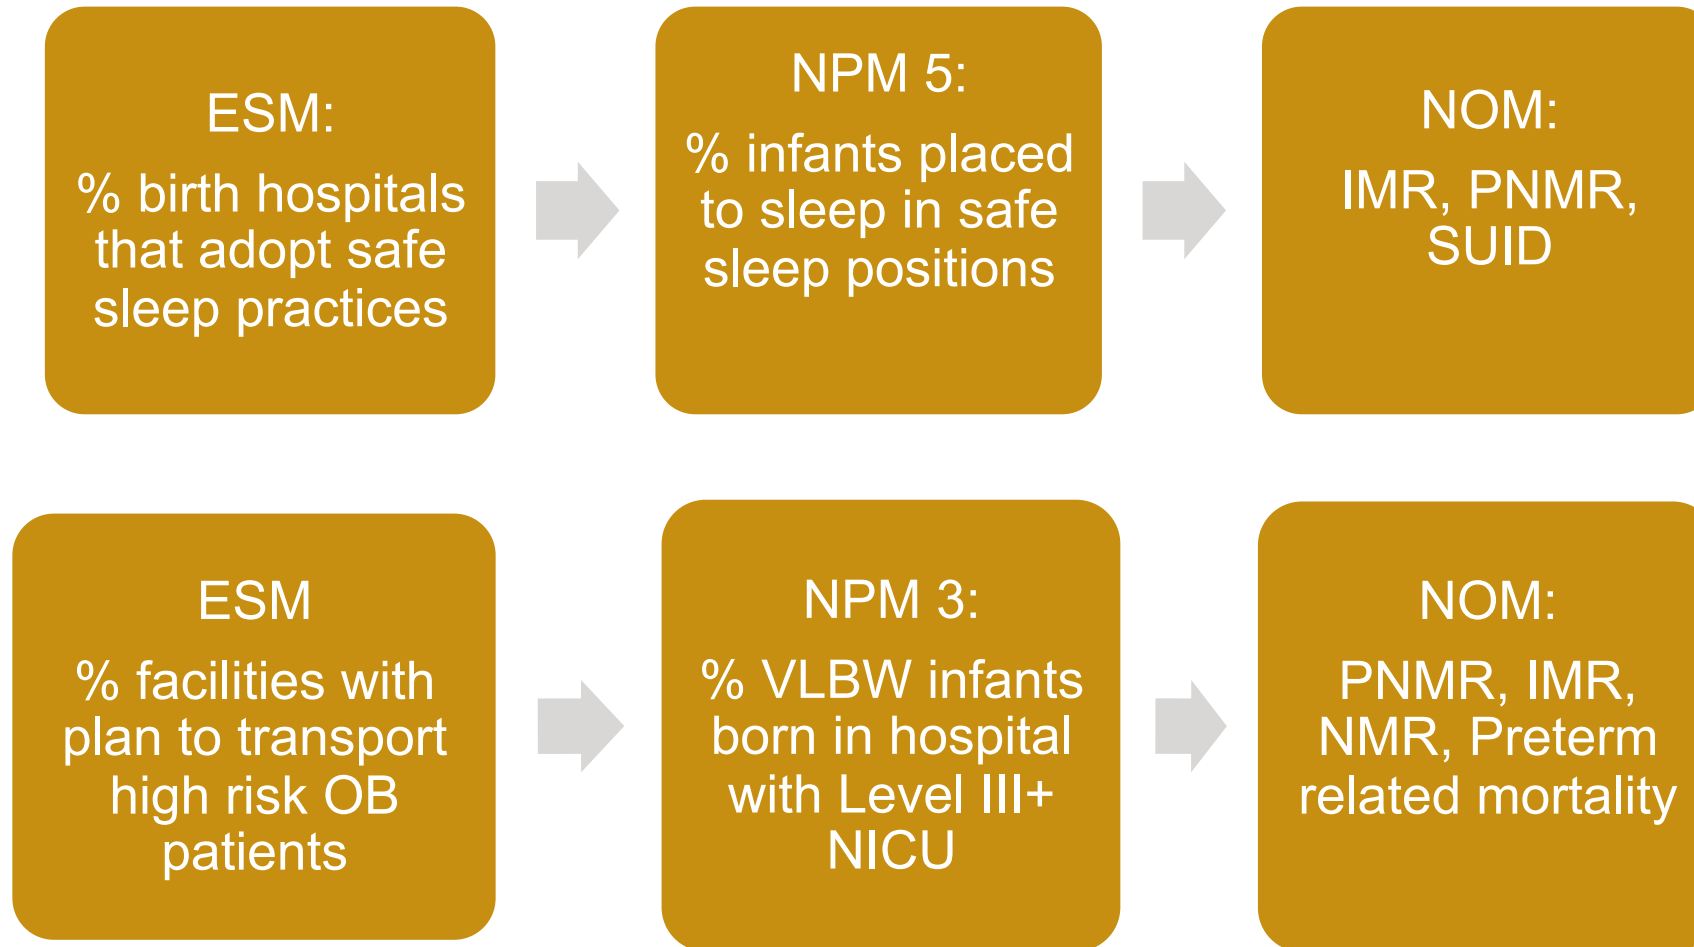 ESM:
% birth hospitals
that adopt safe
sleep practices
NPM 5:
% infants placed
to sleep in safe
sleep positions
NOM:
IMR, PNMR,
SUID
ESM
% facilities with
plan to transport
high risk OB
patients
NPM 3:
% VLBW infants
born in hospital
with Level III+
NICU
NOM:
PNMR, IMR,
NMR, Preterm
related mortality